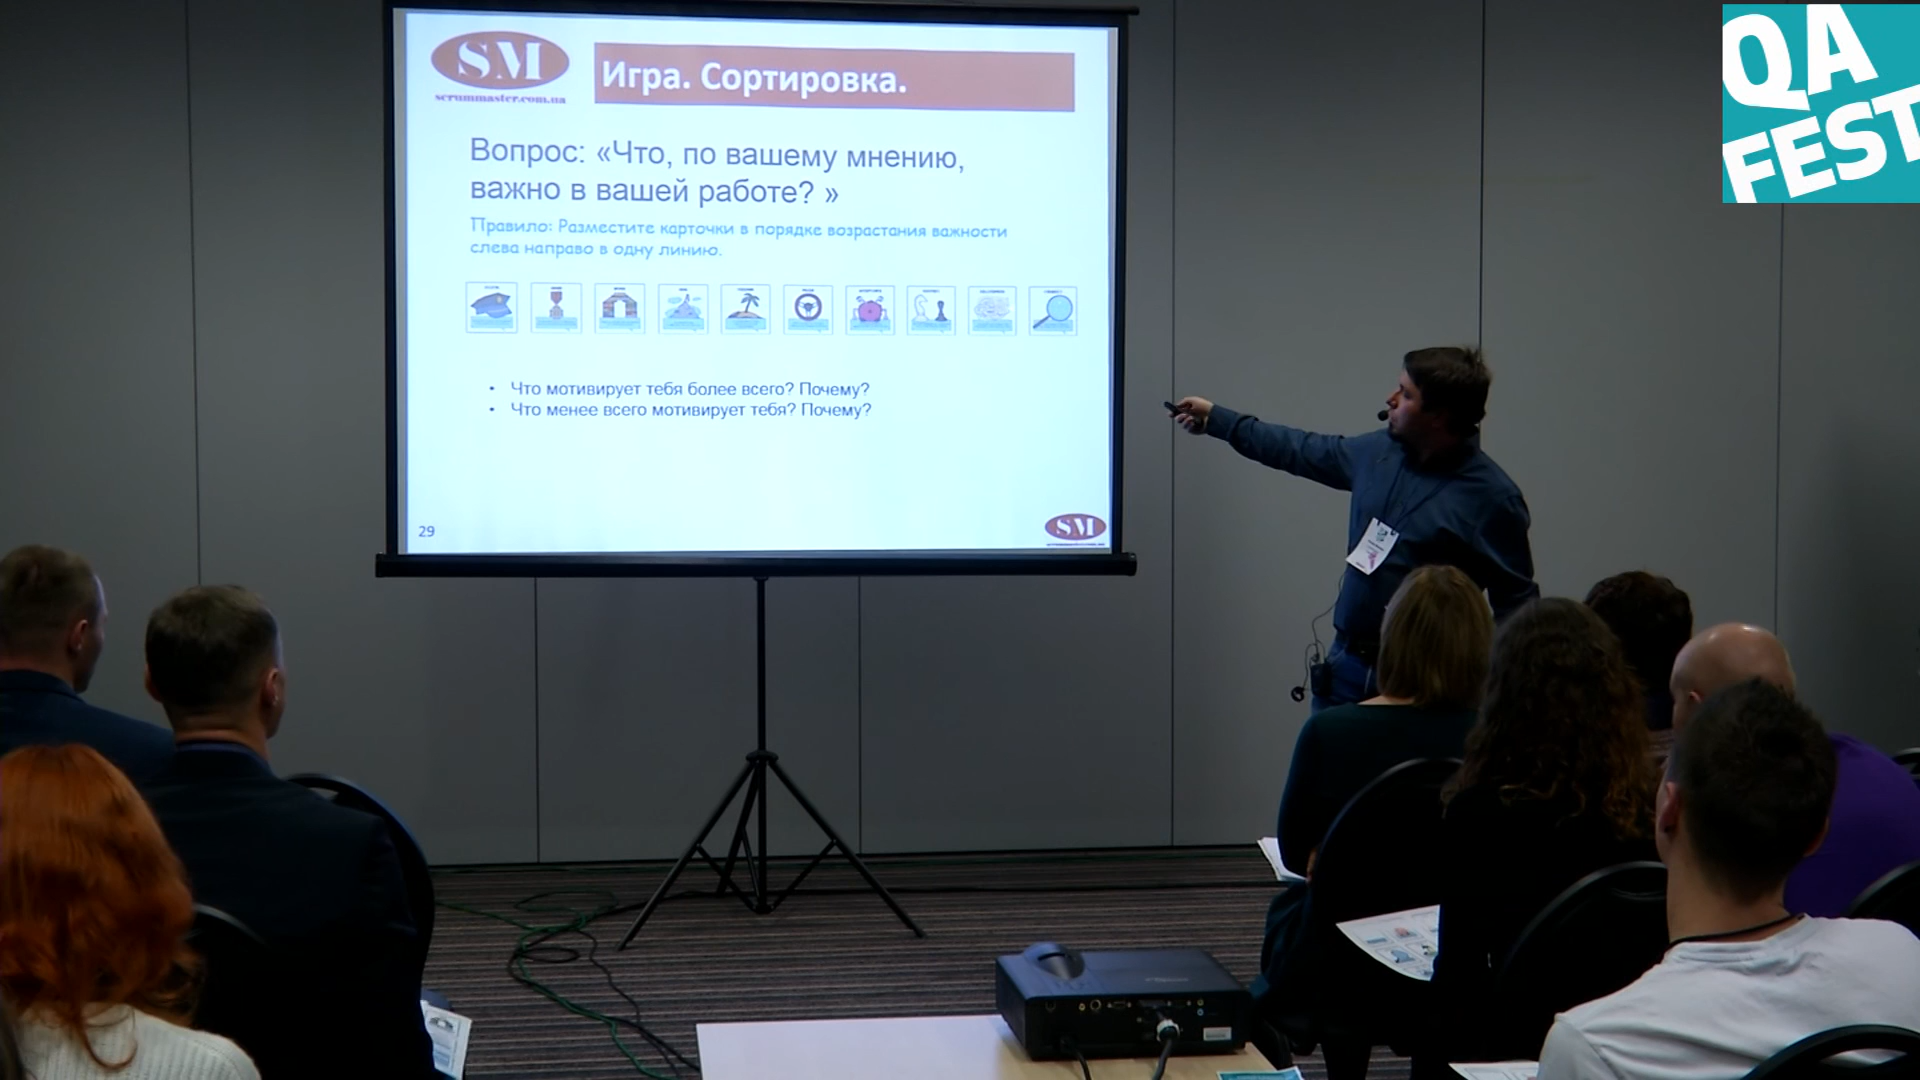 SM
scrummaster.com.ua
Игра. Сортировка.
Вопрос: «Что, по вашему мнению,
важно в вашей работе? »
Правило: Разместите карточки в порядке возрастания важности
слева направо в одну линию.
• Что мотивирует тебя более всего? Почему?
• Что менее всего мотивирует тебя? Почему?
29
SM
QA
FEST